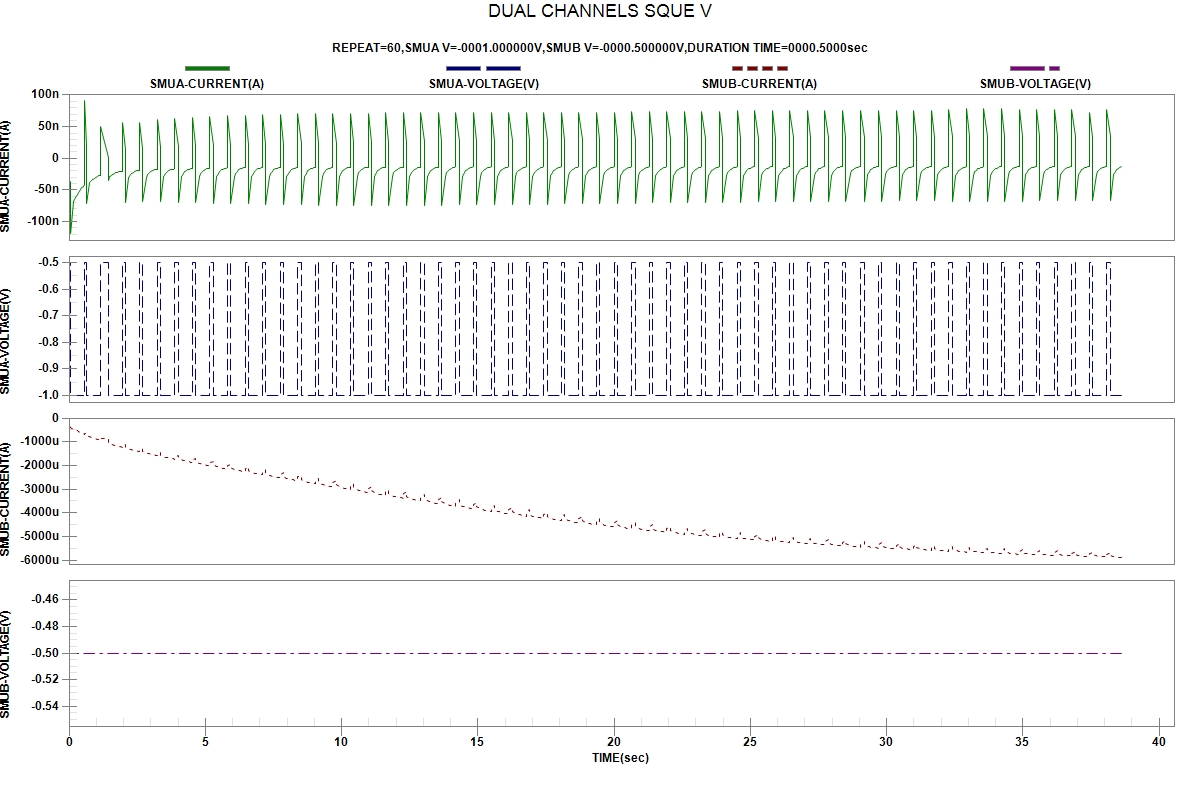 DUAL CHANNELS SQUE V
REPEAT=60,SMUA V=-0001.000000V,SMUB V=-0000.500000V,DURATION TIME=0000.5000sec
SMUA-CURRENT(A) SMUA-VOLTAGE(V) SMUB-CURRENT(A) SMUB-VOLTAGE(V)
SMUA-CURRENT(A)
100n
50n
0
-50n
-100n
SMUA-VOLTAGE(V)
-0.5
-0.6
-0.7
-0.8
-0.9
-1.0
SMUB-CURRENT(A)
0
-1000u
-2000u
-3000u
-4000u
-5000u
-6000u
SMUB-VOLTAGE(V)
-0.46
-0.48
-0.50
-0.52
-0.54
0 5 10 15 20 25 30 35 40
TIME(sec)